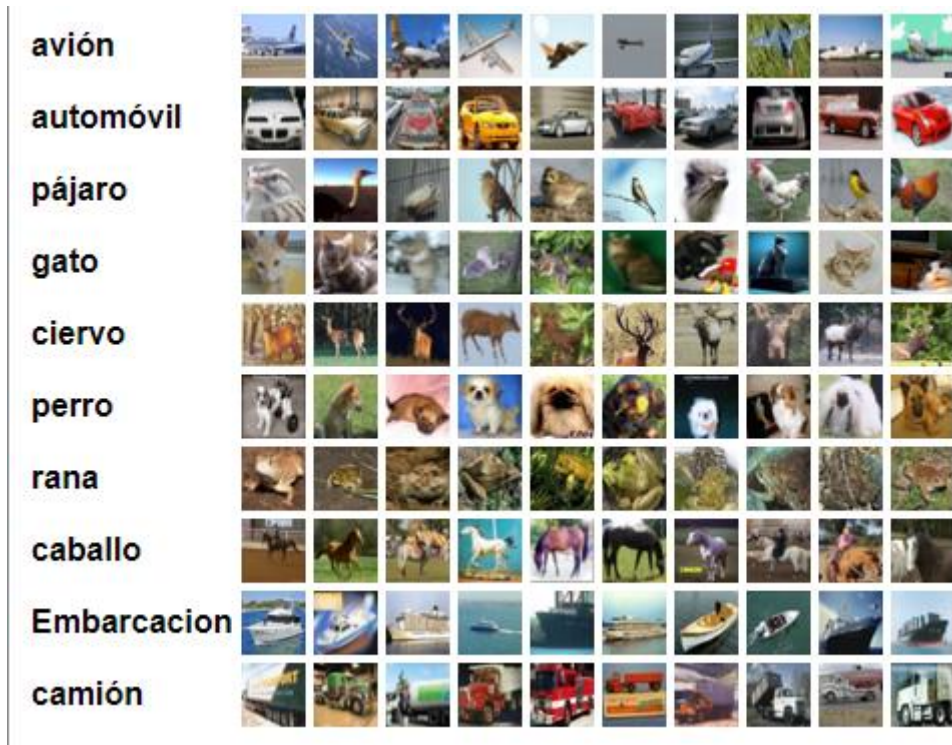 avión
automóvil
pájaro
gato
ciervo
perro
rana
caballo
Embarcacion
camión